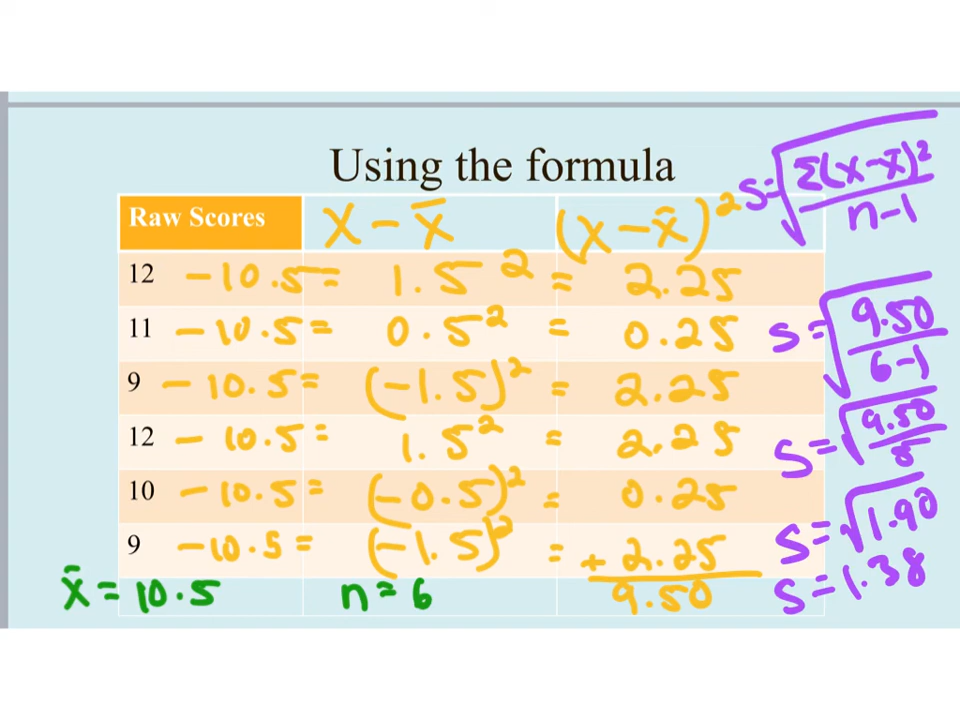 Using the formula
S=√Σ(X-X̄)²/n-1
Raw Scores X-X̄ (X-X̄)²
12 -10.5= 1.5² = 2.25
11 -10.5= 0.5² = 0.25
S=√9.50/6-1
9 -10.5= (-1.5)² = 2.25
12 -10.5= 1.5² = 2.25
S=√9.50/5
10 -10.5= (-0.5)² = 0.25
S=√1.90
9 -10.5= (-1.5)² = +2.25
X̄=10.5 n=6 9.50
S=1.38